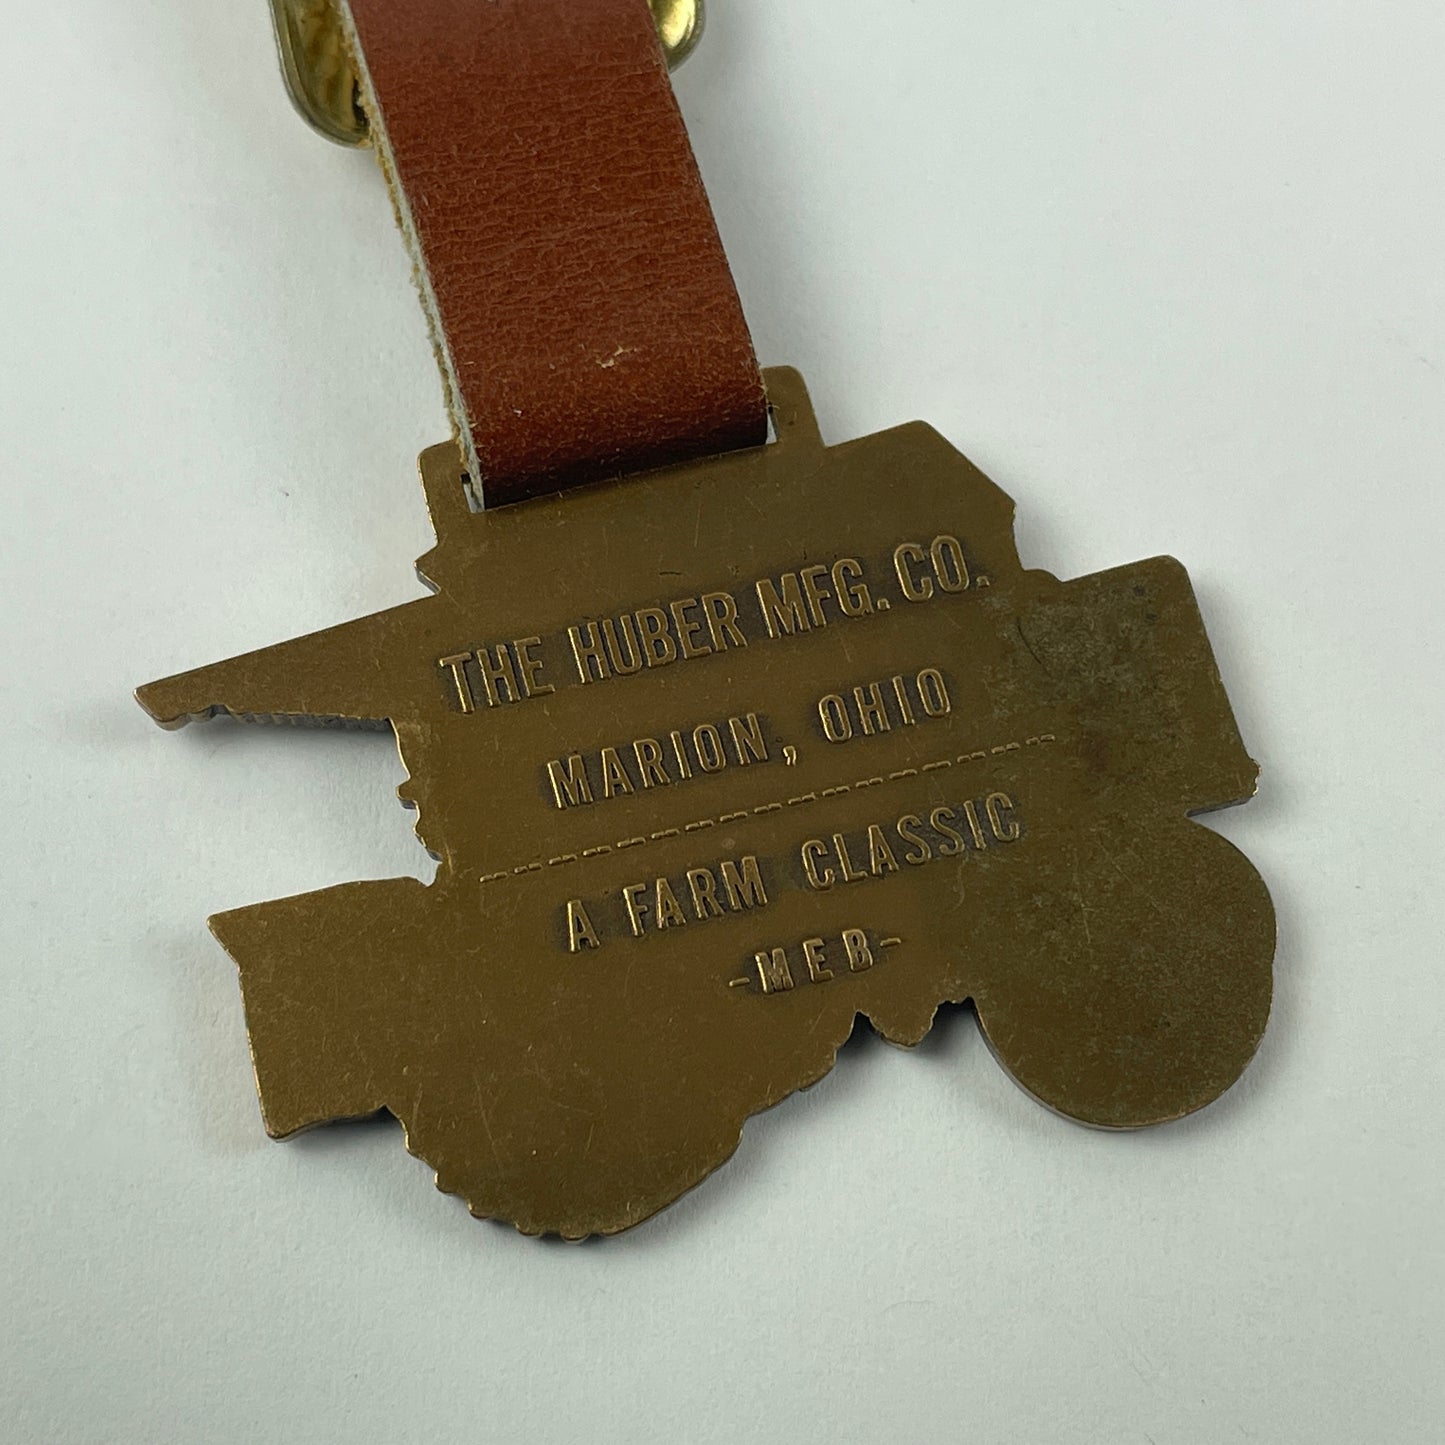 THE HUBER MFG. CO.
MARION, OHIO
A FARM CLASSIC
-MEB-